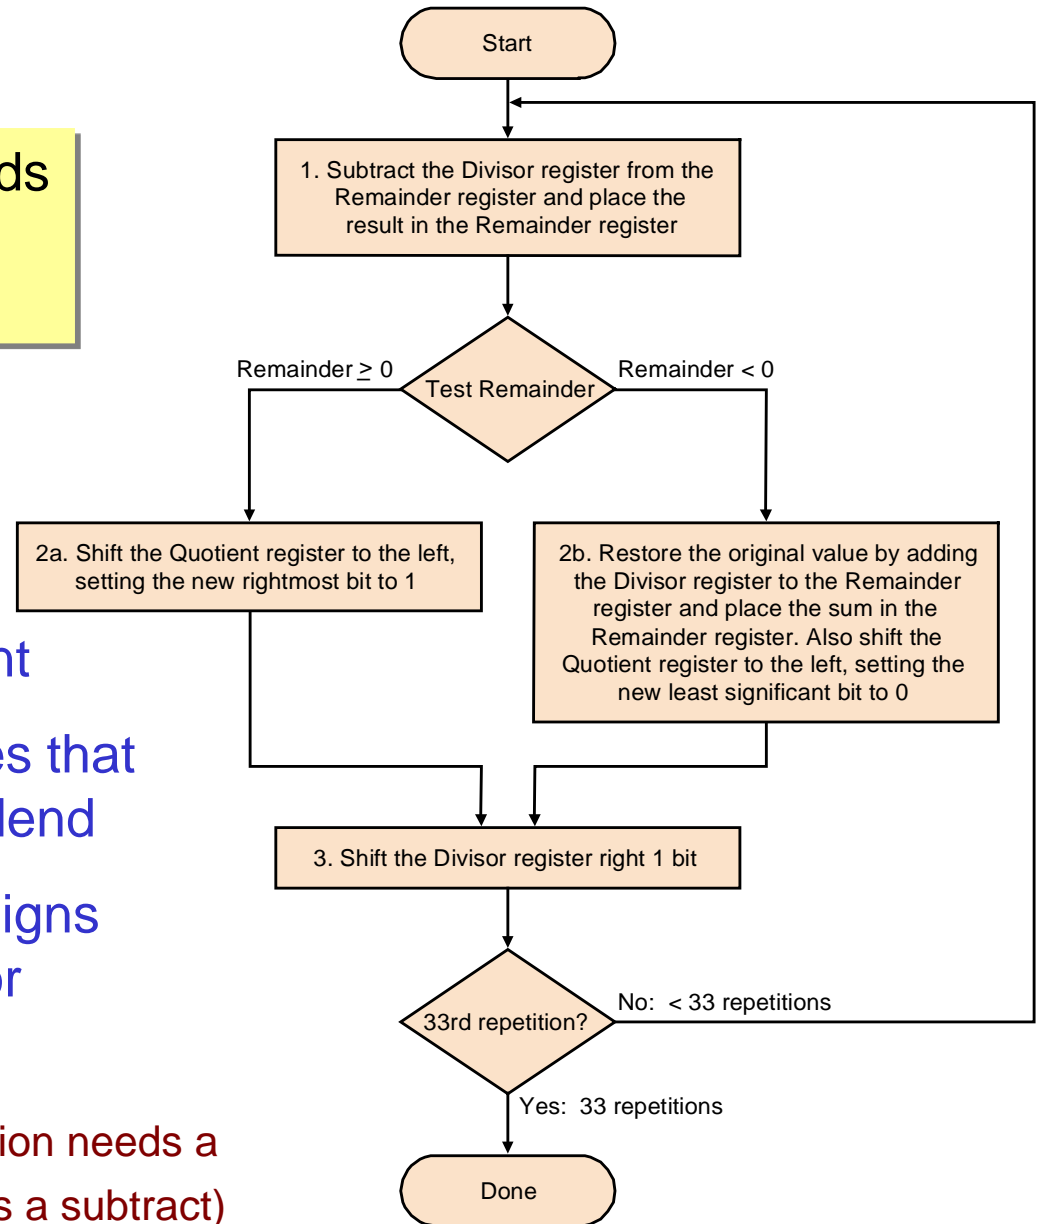 Start
ds
1. Subtract the Divisor register from the
Remainder register and place the
result in the Remainder register
Remainder ≥ 0
Remainder < 0
Test Remainder
2a. Shift the Quotient register to the left,
setting the new rightmost bit to 1
2b. Restore the original value by adding
the Divisor register to the Remainder
register and place the sum in the
Remainder register. Also shift the
Quotient register to the left, setting the
new least significant bit to 0
nt
es that
lend
igns
or
3. Shift the Divisor register right 1 bit
33rd repetition?
No: < 33 repetitions
Yes: 33 repetitions
ion needs a
s a subtract)
Done